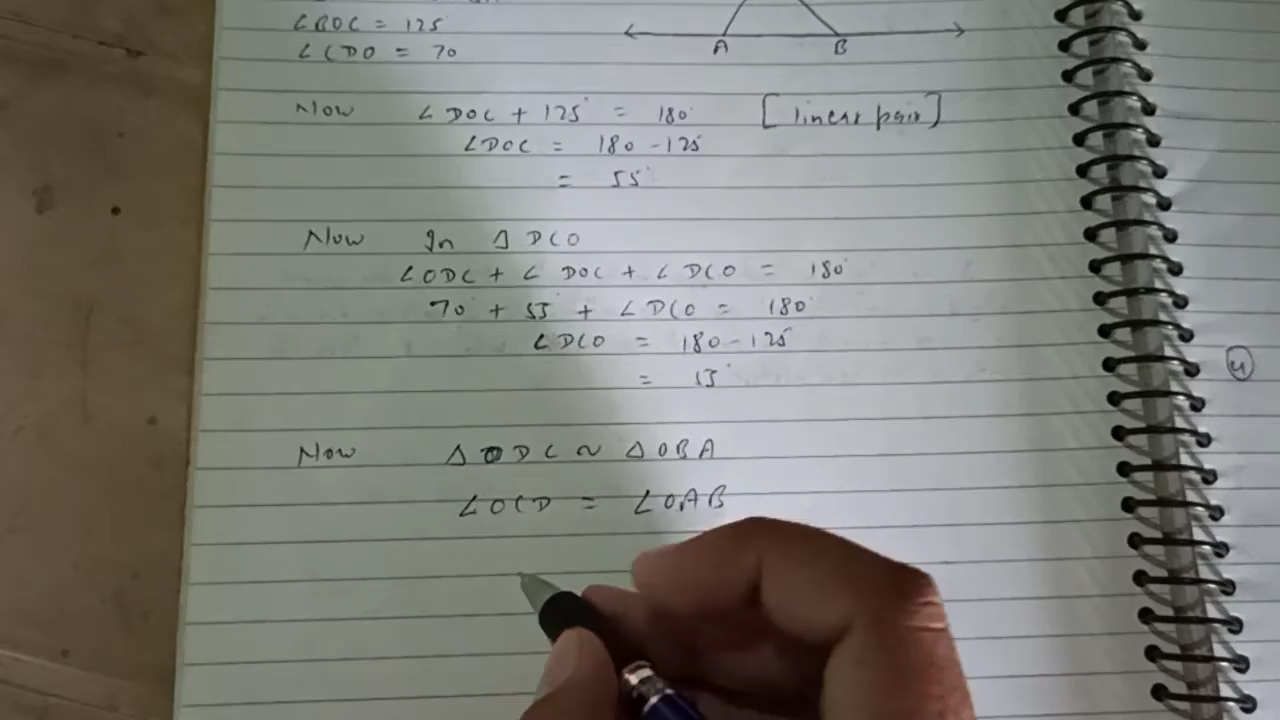 ∠BOC = 125
∠CDO = 70
A B
Now ∠DOC + 125° = 180° [linear pair]
∠DOC = 180 - 125
= 55°
Now In Δ DCO
∠ODC + ∠DOC + ∠DCO = 180°
70° + 55° + ∠DCO = 180°
∠DCO = 180 - 125°
= 55°
4
Now Δ ODC ~ Δ OBA
∠OCD = ∠OAB